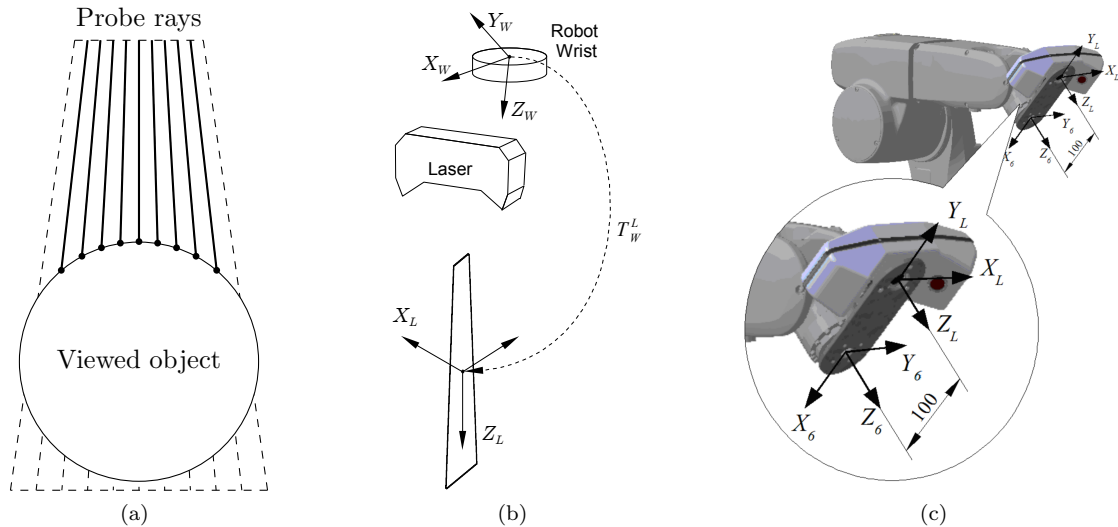 Probe rays
Viewed object
(a)
Y_W
Robot
Wrist
X_W
Z_W
Laser
T_W^L
X_L
Z_L
(b)
Y_L
X_L
Z_L
Y_6
X_6
Z_6
100
Y_L
X_L
Z_L
Y_6
X_6
Z_6
100
(c)